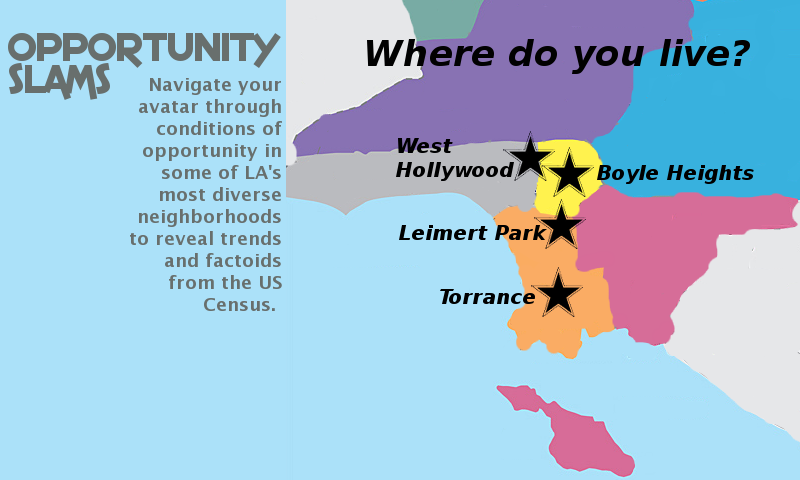 OPPORTUNITY
SLAMS
Navigate your
avatar through
conditions of
opportunity in
some of LA's
most diverse
neighborhoods
to reveal trends
and factoids
from the US
Census.
Where do you live?
West
Hollywood
Boyle Heights
Leimert Park
Torrance